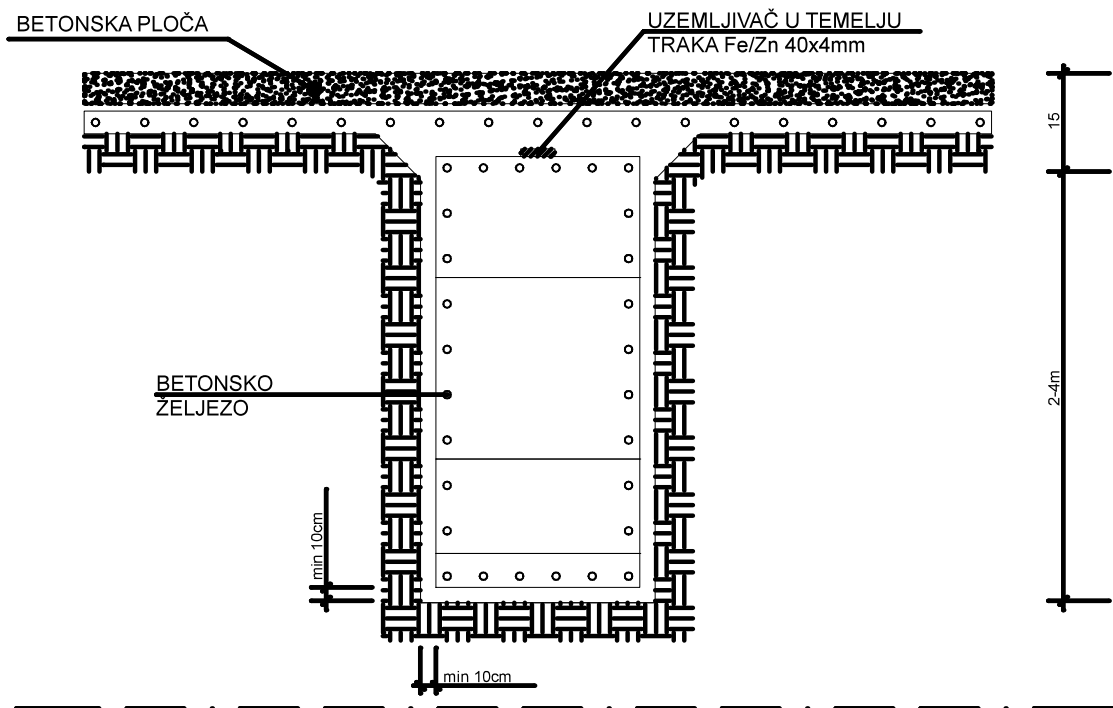 BETONSKA PLOČA
UZEMLJIVAČ U TEMELJU
TRAKA Fe/Zn 40x4mm
15
2-4m
BETONSKO
ŽELJEZO
min 10cm
min 10cm